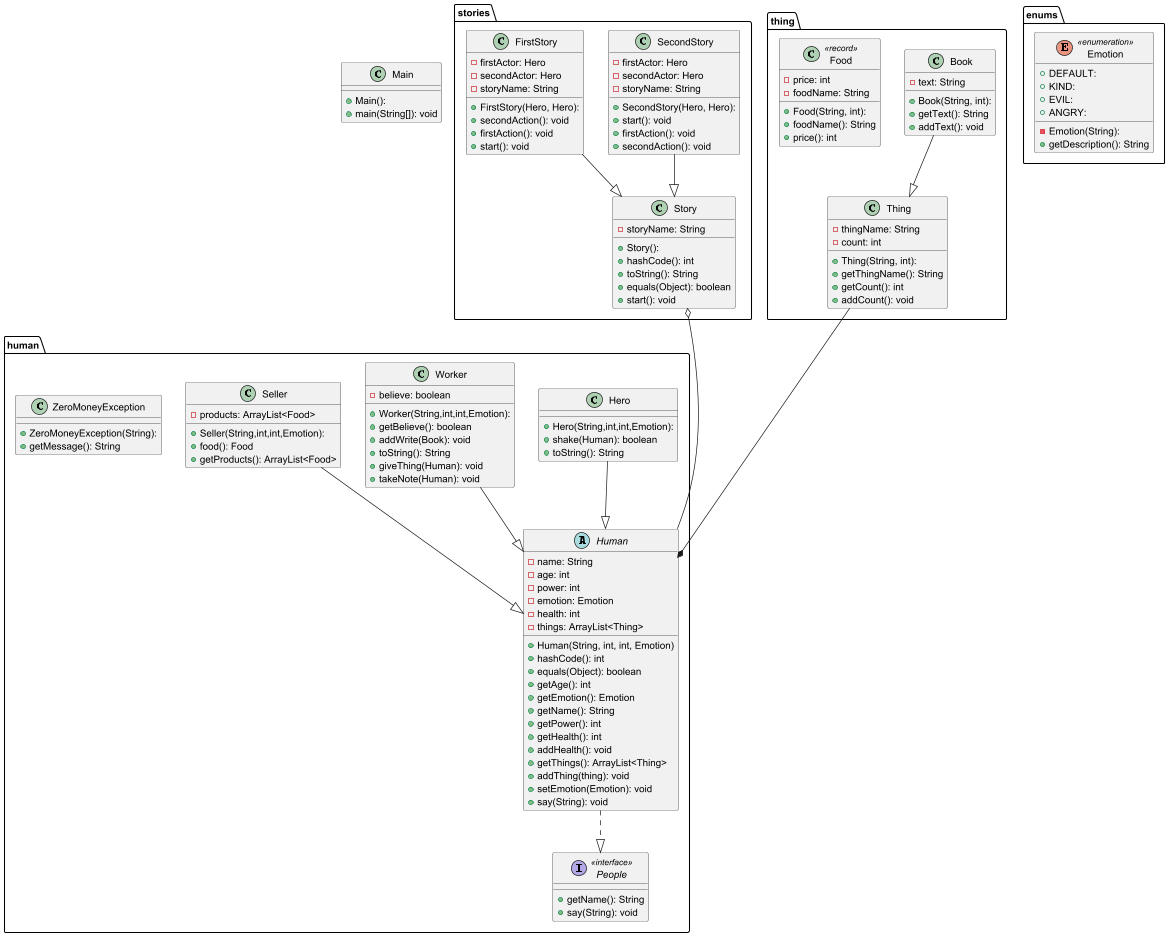 stories
C FirstStory
firstActor: Hero
secondActor: Hero
storyName: String
FirstStory(Hero, Hero):
secondAction(): void
firstAction(): void
start(): void
C SecondStory
firstActor: Hero
secondActor: Hero
storyName: String
SecondStory(Hero, Hero):
start(): void
firstAction(): void
secondAction(): void
C Story
storyName: String
Story():
hashCode(): int
toString(): String
equals(Object): boolean
start(): void
thing
C «record»
Food
price: int
foodName: String
Food(String, int):
foodName(): String
price(): int
C Book
text: String
Book(String, int):
getText(): String
addText(): void
C Thing
thingName: String
count: int
Thing(String, int):
getThingName(): String
getCount(): int
addCount(): void
enums
E «enumeration»
Emotion
DEFAULT:
KIND:
EVIL:
ANGRY:
Emotion(String):
getDescription(): String
C Main
Main():
main(String[]): void
human
C ZeroMoneyException
ZeroMoneyException(String):
getMessage(): String
C Seller
products: ArrayList<Food>
Seller(String,int,int,Emotion):
food(): Food
getProducts(): ArrayList<Food>
C Worker
believe: boolean
Worker(String,int,int,Emotion):
getBelieve(): boolean
addWrite(Book): void
toString(): String
giveThing(Human): void
takeNote(Human): void
C Hero
Hero(String,int,int,Emotion):
shake(Human): boolean
toString(): String
A Human
name: String
age: int
power: int
emotion: Emotion
health: int
things: ArrayList<Thing>
Human(String, int, int, Emotion)
hashCode(): int
equals(Object): boolean
getAge(): int
getEmotion(): Emotion
getName(): String
getPower(): int
getHealth(): int
addHealth(): void
getThings(): ArrayList<Thing>
addThing(thing): void
setEmotion(Emotion): void
say(String): void
I «interface»
People
getName(): String
say(String): void